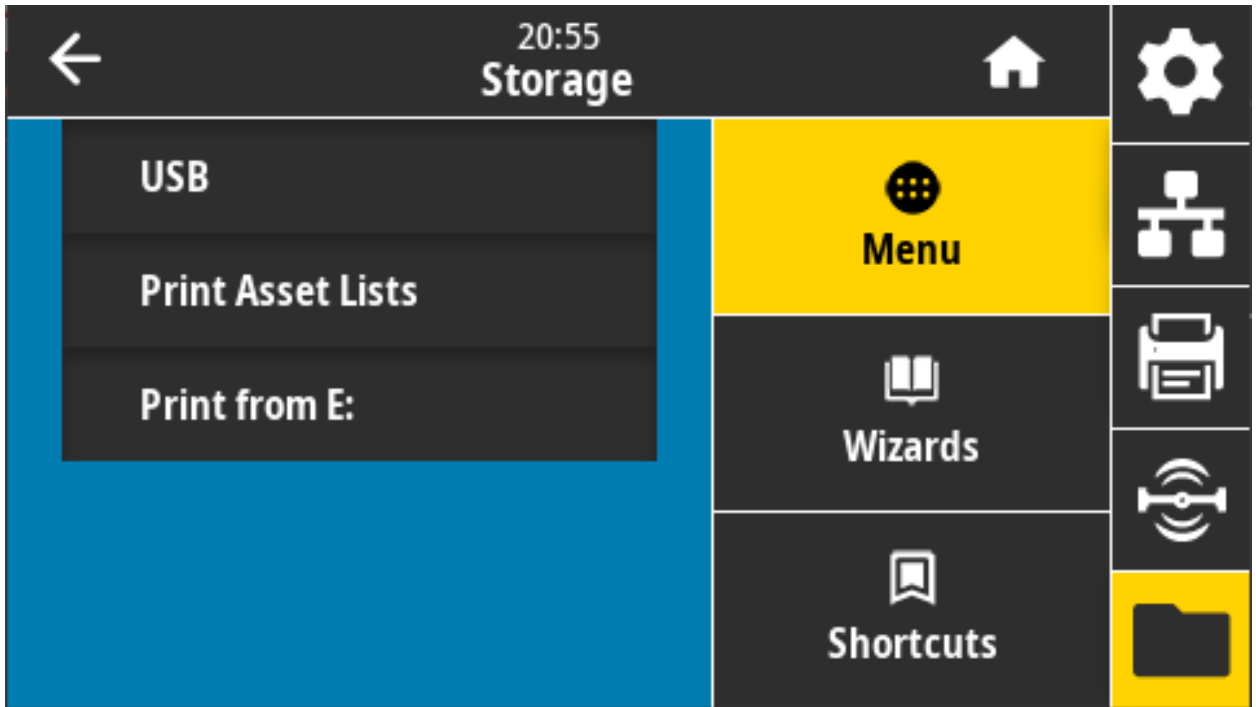 20:55
Storage
USB
Print Asset Lists
Print from E:
Menu
Wizards
Shortcuts